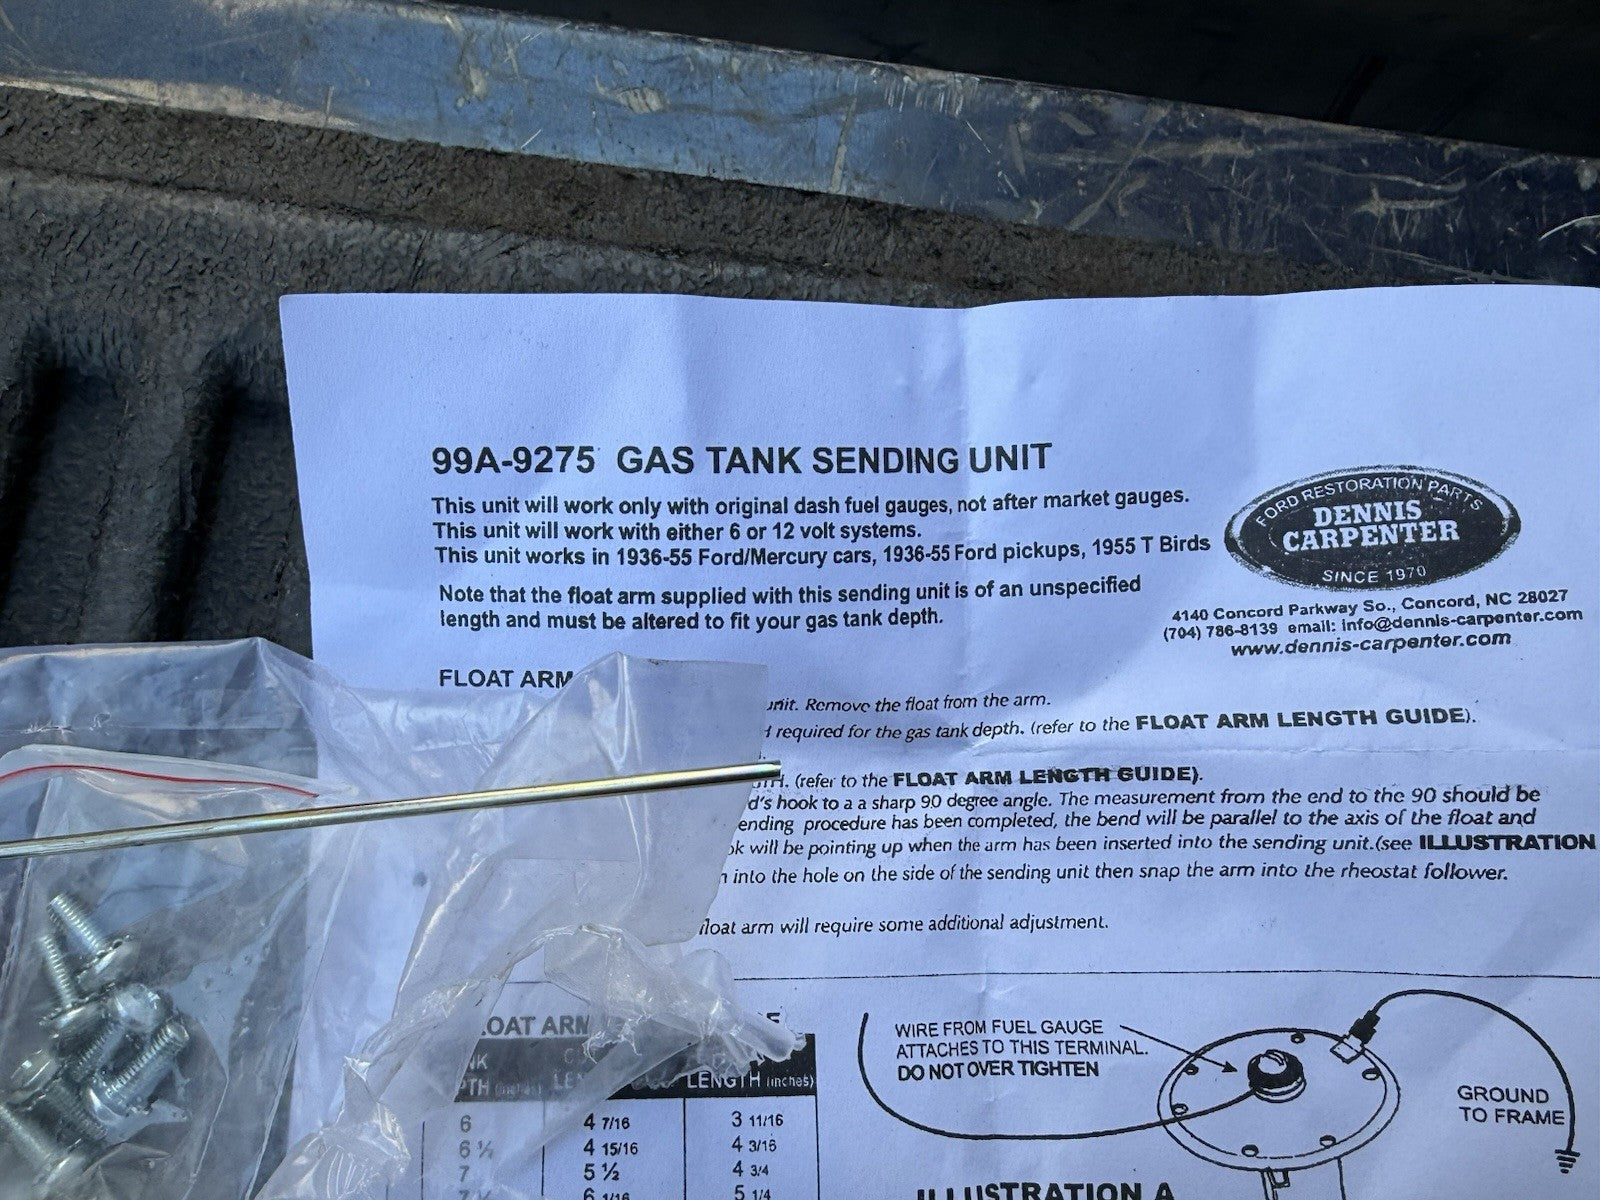 99A-9275 GAS TANK SENDING UNIT
This unit will work only with original dash fuel gauges, not after market gauges.
This unit will work with either 6 or 12 volt systems.
This unit works in 1936-55 Ford/Mercury cars, 1936-55 Ford pickups, 1955 T Birds
Note that the float arm supplied with this sending unit is of an unspecified
length and must be altered to fit your gas tank depth.
FORD RESTORATION PARTS
DENNIS
CARPENTER
SINCE 1970
4140 Concord Parkway So., Concord, NC 28027
(704) 786-8139 email: info@dennis-carpenter.com
www.dennis-carpenter.com
FLOAT ARM
unit. Remove the float from the arm.
required for the gas tank depth. (refer to the FLOAT ARM LENGTH GUIDE).
(refer to the FLOAT ARM LENGTH GUIDE).
d's hook to a a sharp 90 degree angle. The measurement from the end to the 90 should be
ending procedure has been completed, the bend will be parallel to the axis of the float and
ok will be pointing up when the arm has been inserted into the sending unit.(see ILLUSTRATION
into the hole on the side of the sending unit then snap the arm into the rheostat follower.
float arm will require some additional adjustment.
LOAT ARM
NK
PTH (inches)
LENGTH (inches)
6 4 7/16 3 11/16
6 ½ 4 15/16 4 3/16
7 5 ½ 4 3/4
6 1/16 5 1/4
WIRE FROM FUEL GAUGE
ATTACHES TO THIS TERMINAL.
DO NOT OVER TIGHTEN
GROUND
TO FRAME
ILLUSTRATION A